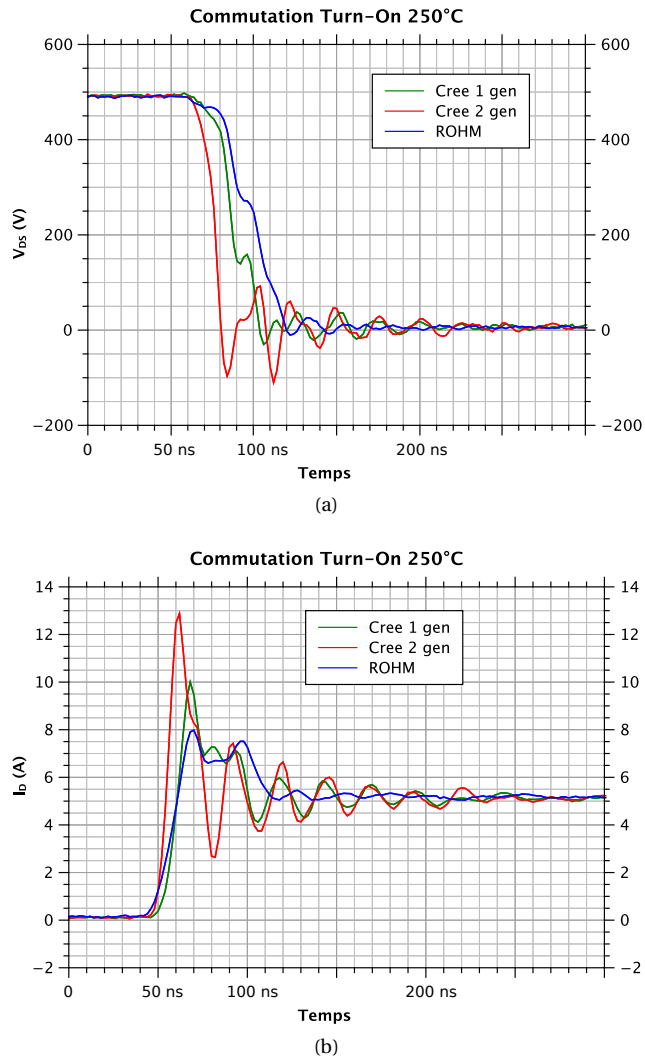 Commutation Turn−On 250°C
600 600
Cree 1 gen
Cree 2 gen
ROHM
400 400
V_DS (V)
200 200
0 0
−200 −200
0 50 ns 100 ns 200 ns
Temps
(a)
Commutation Turn−On 250°C
14 14
Cree 1 gen
Cree 2 gen
ROHM
12 12
10 10
8 8
I_D (A)
6 6
4 4
2 2
0 0
−2 −2
0 50 ns 100 ns 200 ns
Temps
(b)